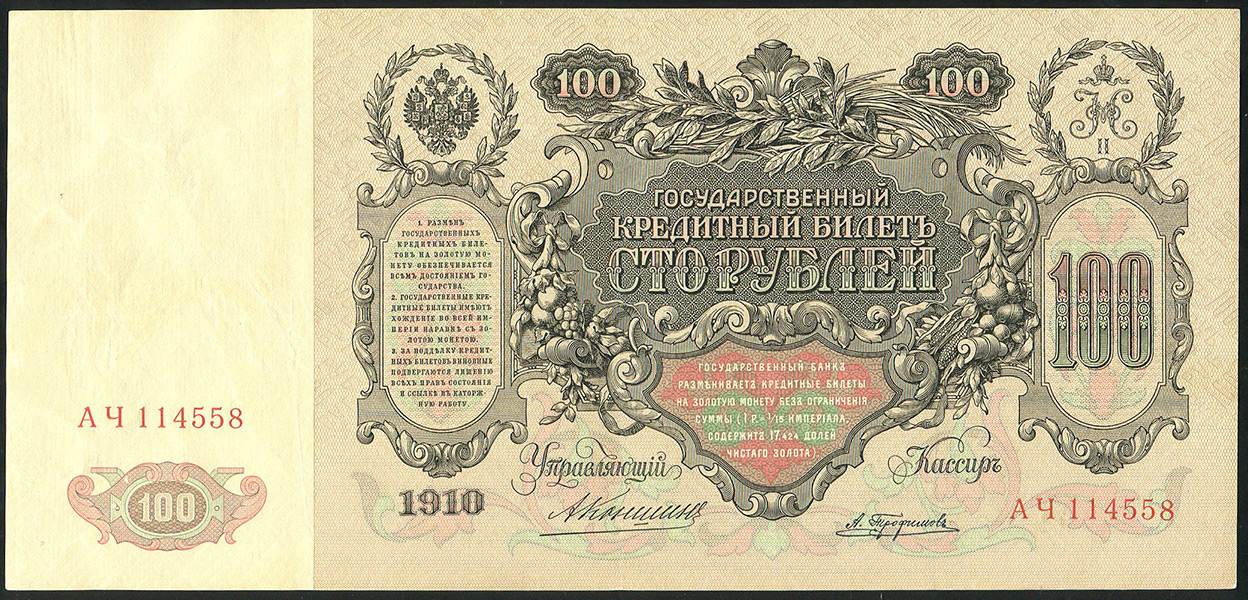 100
100
II
ГОСУДАРСТВЕННЫЙ
КРЕДИТНЫЙ БИЛЕТЪ
СТО РУБЛЕЙ
1. РАЗМѢНЪ
ГОСУДАРСТВЕННЫХЪ
КРЕДИТНЫХЪ БИЛЕ-
ТОВЪ НА ЗОЛОТУЮ МО-
НЕТУ ОБЕЗПЕЧИВАЕТСЯ
ВСѢМЪ ДОСТОЯНІЕМЪ ГО-
СУДАРСТВА.
2. ГОСУДАРСТВЕННЫЕ КРЕ-
ДИТНЫЕ БИЛЕТЫ ИМѢЮТЪ
ХОЖДЕНІЕ ВО ВСЕЙ ИМ-
ПЕРІИ НАРАВНѢ СЪ ЗО-
ЛОТОЮ МОНЕТОЮ.
3. ЗА ПОДДѢЛКУ КРЕДИТ-
НЫХЪ БИЛЕТОВЪ ВИНОВНЫЕ
ПОДВЕРГАЮТСЯ ЛИШЕНІЮ
ВСѢХЪ ПРАВЪ СОСТОЯНІЯ
И ССЫЛКѢ ВЪ КАТОРЖ-
НУЮ РАБОТУ.
100
ГОСУДАРСТВЕННЫЙ БАНКЪ
РАЗМѢНИВАЕТЪ КРЕДИТНЫЕ БИЛЕТЫ
НА ЗОЛОТУЮ МОНЕТУ БЕЗЪ ОГРАНИЧЕНІЯ
СУММЫ (1 Р.= 1/15 ИМПЕРІАЛА,
СОДЕРЖИТЪ 17,424 ДОЛЕЙ
ЧИСТАГО ЗОЛОТА).
АЧ 114558
Управляющій
Кассиръ
100
1910
АКоншинъ
А. Трофимовъ
АЧ 114558